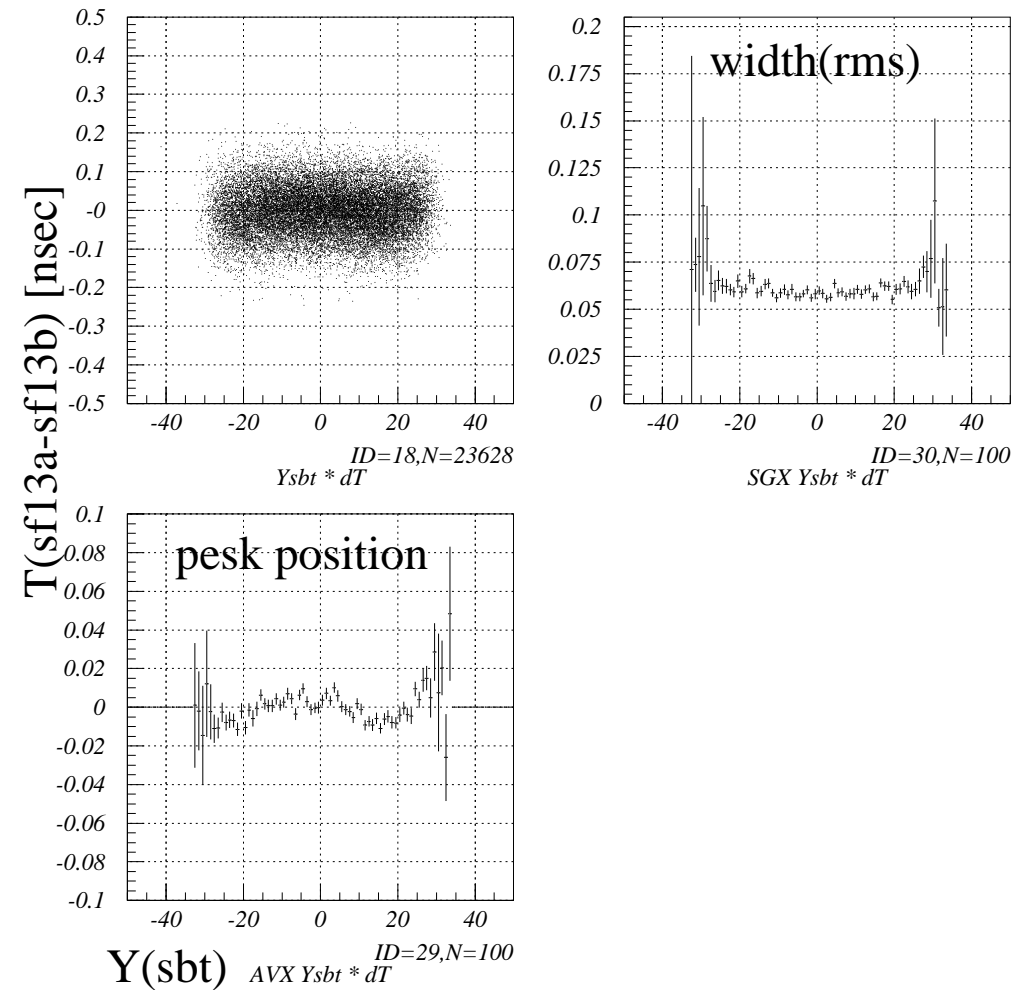 T(sf13a-sf13b) [nsec]
0.5
0.4
0.3
0.2
0.1
-0
-0.1
-0.2
-0.3
-0.4
-0.5
-40 -20 0 20 40
ID=18,N=23628
Ysbt * dT
width(rms)
0.2
0.175
0.15
0.125
0.1
0.075
0.05
0.025
0
-40 -20 0 20 40
ID=30,N=100
SGX Ysbt * dT
pesk position
0.1
0.08
0.06
0.04
0.02
0
-0.02
-0.04
-0.06
-0.08
-0.1
-40 -20 0 20 40
ID=29,N=100
Y(sbt) AVX Ysbt * dT